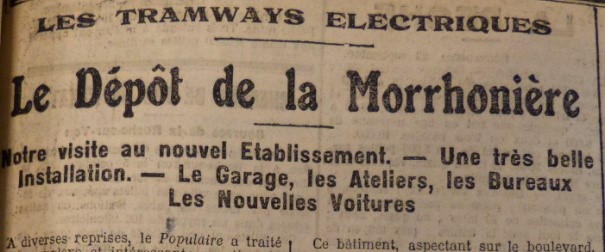 LES TRAMWAYS ELECTRIQUES
Le Dépôt de la Morrhonière
Notre visite au nouvel Etablissement. — Une très belle
Installation. — Le Garage, les Ateliers, les Bureaux
Les Nouvelles Voitures
A diverses reprises, le Populaire a traité
Ce bâtiment, aspectant sur le boulevard,